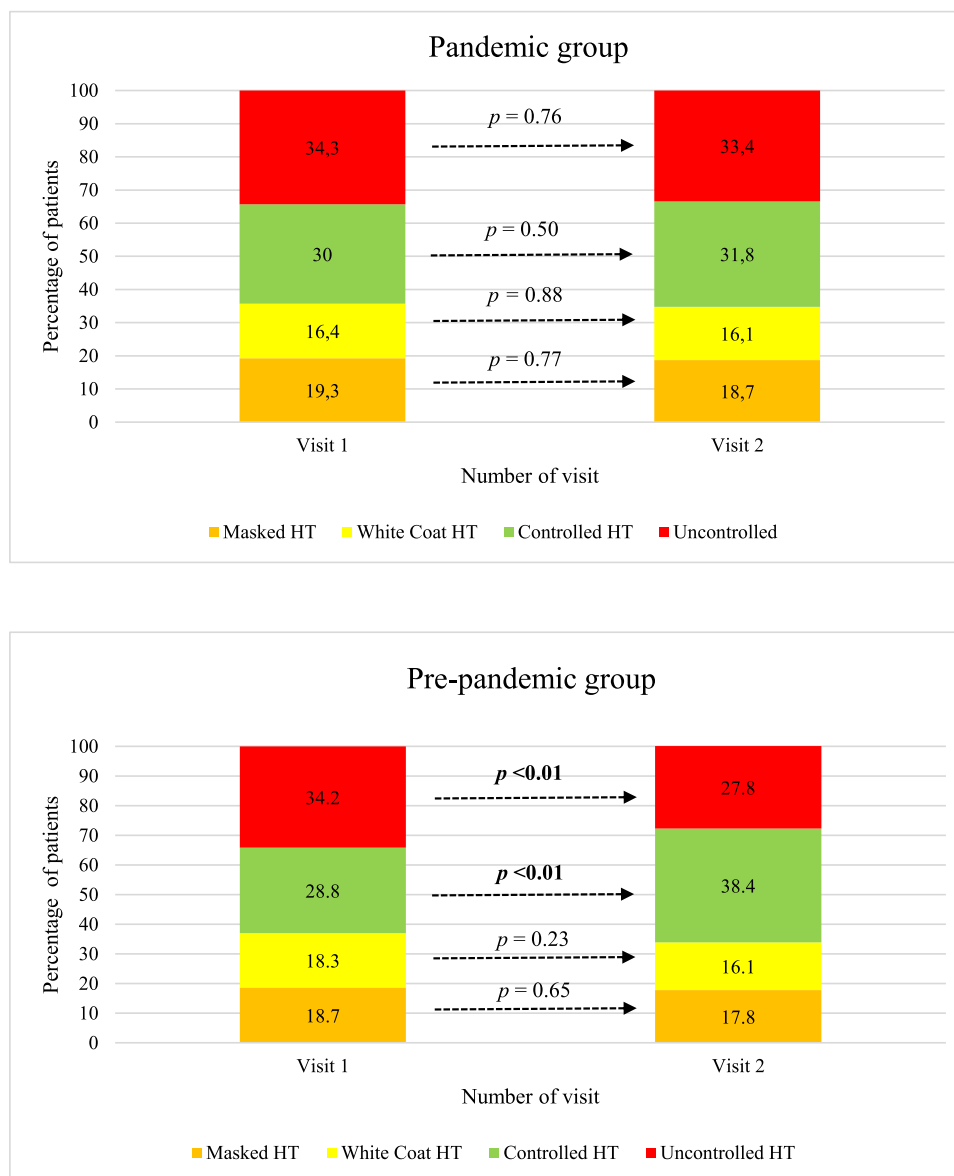 Pandemic group
100
90
80
70
60
50
40
30
20
10
0
Percentage of patients
34,3
30
16,4
19,3
p = 0.76
p = 0.50
p = 0.88
p = 0.77
33,4
31,8
16,1
18,7
Visit 1
Visit 2
Number of visit
Masked HT White Coat HT Controlled HT Uncontrolled
Pre-pandemic group
100
90
80
70
60
50
40
30
20
10
0
Percentage of patients
34.2
28.8
18.3
18.7
p <0.01
p <0.01
p = 0.23
p = 0.65
27.8
38.4
16.1
17.8
Visit 1
Visit 2
Number of visit
Masked HT White Coat HT Controlled HT Uncontrolled HT